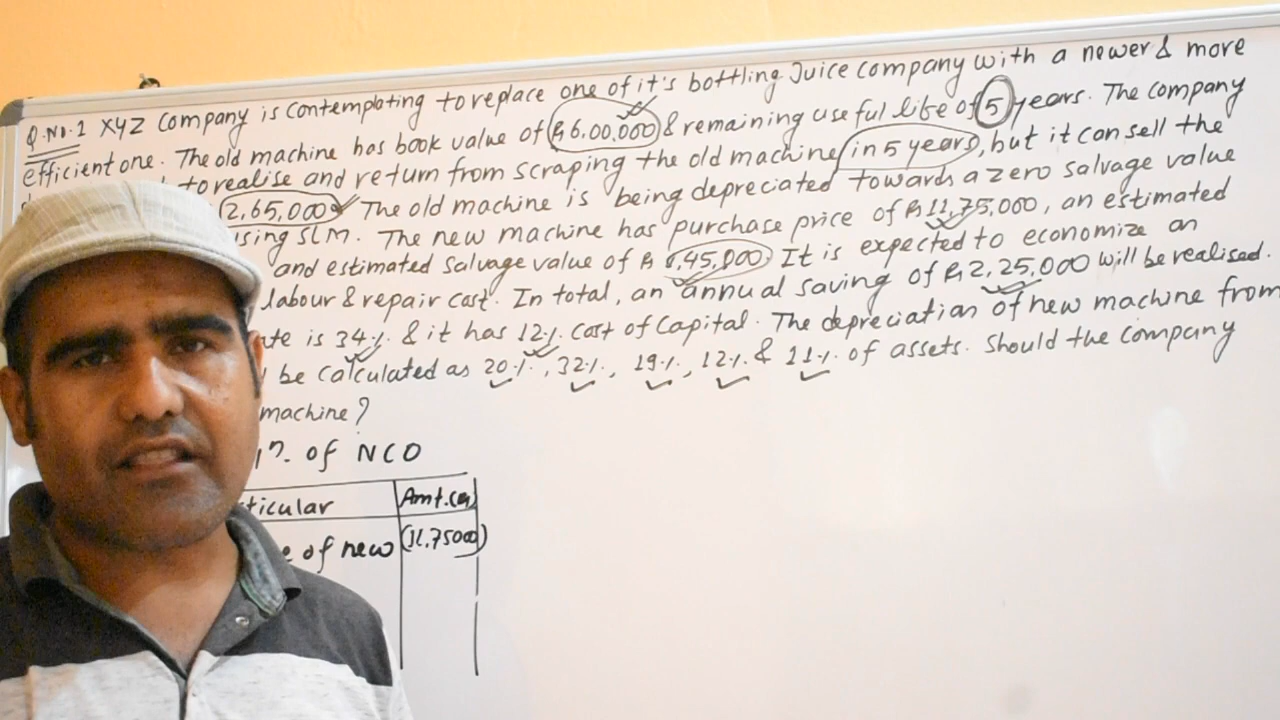 Q.No.1 XYZ Company is contemplating to replace one of it's bottling Juice company with a newer & more
efficient one. The old machine has book value of ₨ 6,00,000 & remaining useful life of 5 years. The company
to realise and return from scraping the old machine in 5 years, but it can sell the
2,65,000. The old machine is being depreciated towards a zero salvage value
using SLM. The new machine has purchase price of ₨ 11,75,000, an estimated
and estimated salvage value of ₨ ,45,000. It is expected to economize on
labour & repair cost. In total, an annual saving of ₨ 2,25,000 will be realised.
is 34% & it has 12% cost of capital. The depreciation of new machine from
be calculated as 20%, 32%, 19%, 12% & 11% of assets. Should the company
machine?
of NCO
ticular Amt.
of new (11,75000)